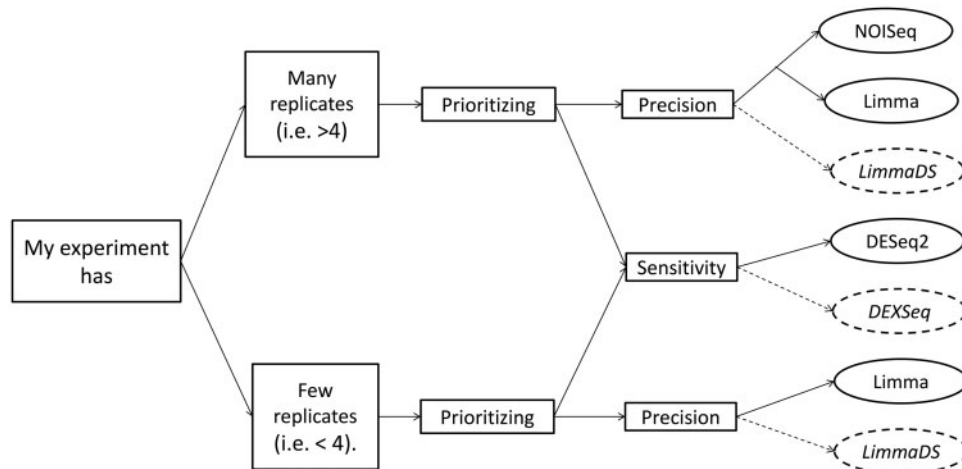 My experiment
has
Many
replicates
(i.e. >4)
Prioritizing
Precision
NOISeq
Limma
LimmaDS
Sensitivity
DESeq2
DEXSeq
Few
replicates
(i.e. < 4).
Prioritizing
Precision
Limma
LimmaDS